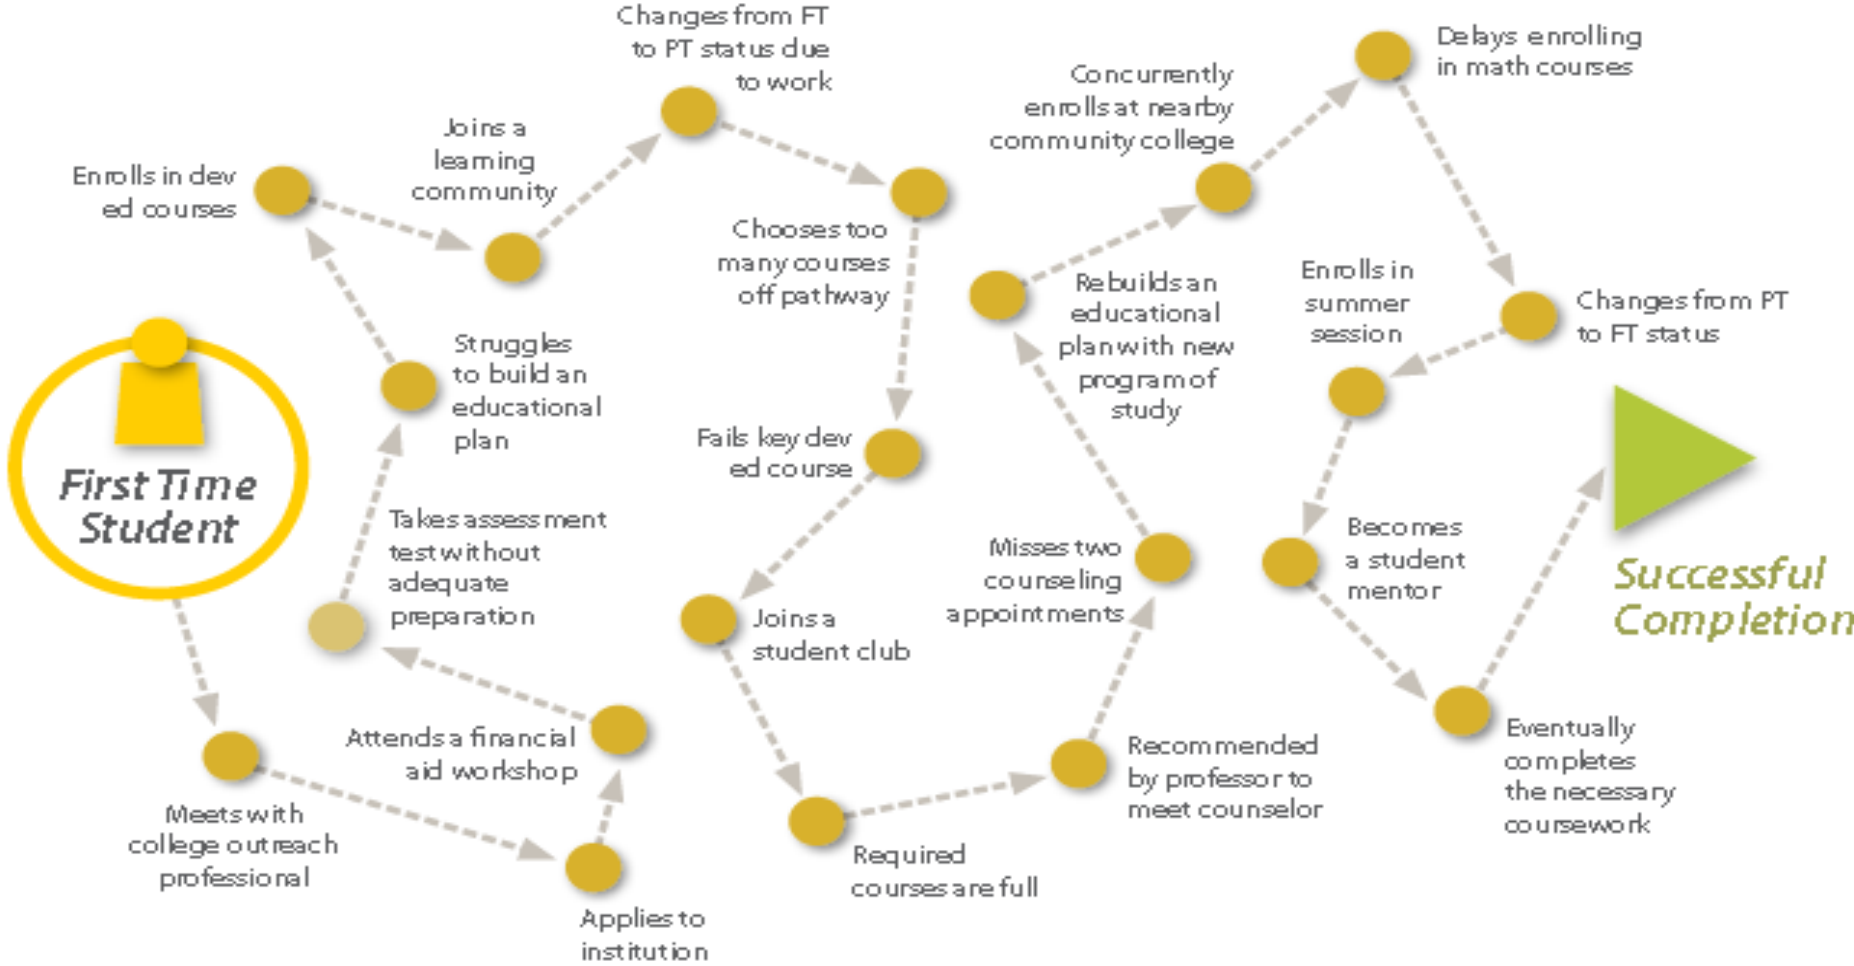 First Time
Student
Meets with
college outreach
professional
Applies to
institution
Attends a financial
aid workshop
Takes assessment
test without
adequate
preparation
Struggles
to build an
educational
plan
Enrolls in dev
ed courses
Joins a
learning
community
Changes from FT
to PT status due
to work
Chooses too
many courses
off pathway
Fails key dev
ed course
Joins a
student club
Required
courses are full
Recommended
by professor to
meet counselor
Misses two
counseling
appointments
Rebuilds an
educational
plan with new
program of
study
Concurrently
enrolls at nearby
community college
Delays enrolling
in math courses
Changes from PT
to FT status
Enrolls in
summer
session
Becomes
a student
mentor
Eventually
completes
the necessary
coursework
Successful
Completion